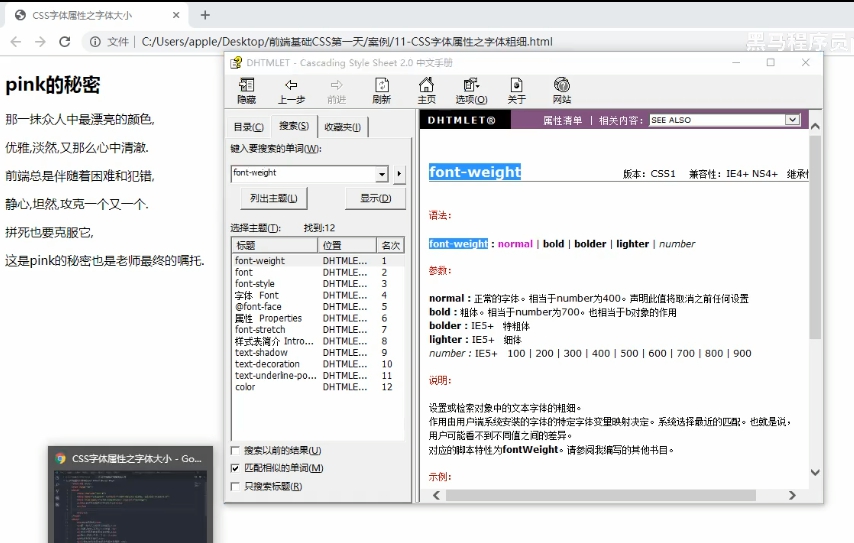 CSS字体属性之字体大小
文件 | C:/Users/apple/Desktop/前端基础CSS第一天/案例/11-CSS字体属性之字体粗细.html
黑马程序员
pink的秘密
那一抹众人中最漂亮的颜色,
优雅,淡然,又那么心中清澈.
前端总是伴随着困难和犯错,
静心,坦然,攻克一个又一个.
拼死也要克服它,
这是pink的秘密也是老师最终的嘱托.
DHTMLET - Cascading Style Sheet 2.0 中文手册
隐藏 上一步 前进 刷新 主页 选项(O) 关于 网站
目录(C) 搜索(S) 收藏夹(I)
键入要搜索的单词(W):
font-weight
列出主题(L) 显示(D)
选择主题(T): 找到:12
标题 位置 名次
font-weight DHTMLE... 1
font DHTMLE... 2
font-style DHTMLE... 3
字体 Font DHTMLE... 4
@font-face DHTMLE... 5
属性 Properties DHTMLE... 6
font-stretch DHTMLE... 7
样式表简介 Intro... DHTMLE... 8
text-shadow DHTMLE... 9
text-decoration DHTMLE... 10
text-underline-po... DHTMLE... 11
color DHTMLE... 12
搜索以前的结果(U)
匹配相似的单词(M)
只搜索标题(R)
DHTMLET® 属性清单 | 相关内容: SEE ALSO
font-weight 版本：CSS1 兼容性：IE4+ NS4+ 继承性
语法：
font-weight : normal | bold | bolder | lighter | number
参数：
normal : 正常的字体。相当于number为400。声明此值将取消之前任何设置
bold : 粗体。相当于number为700。也相当于b对象的作用
bolder : IE5+ 特粗体
lighter : IE5+ 细体
number : IE5+ 100 | 200 | 300 | 400 | 500 | 600 | 700 | 800 | 900
说明：
设置或检索对象中的文本字体的粗细。
作用由用户端系统安装的字体的特定字体变量映射决定。系统选择最近的匹配。也就是说，
用户可能看不到不同值之间的差异。
对应的脚本特性为fontWeight。请参阅我编写的其他书目。
示例：
CSS字体属性之字体大小 - Go...